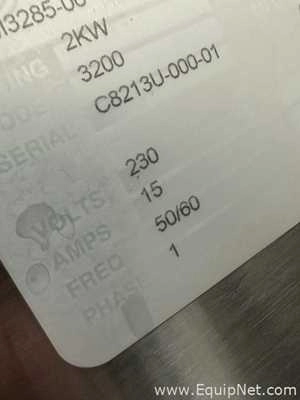 3285-00
ING 2KW
3200
SERIAL C8213U-000-01
VOLTS 230
AMPS 15
FREQ 50/60
PHASE 1
www.EquipNet.com